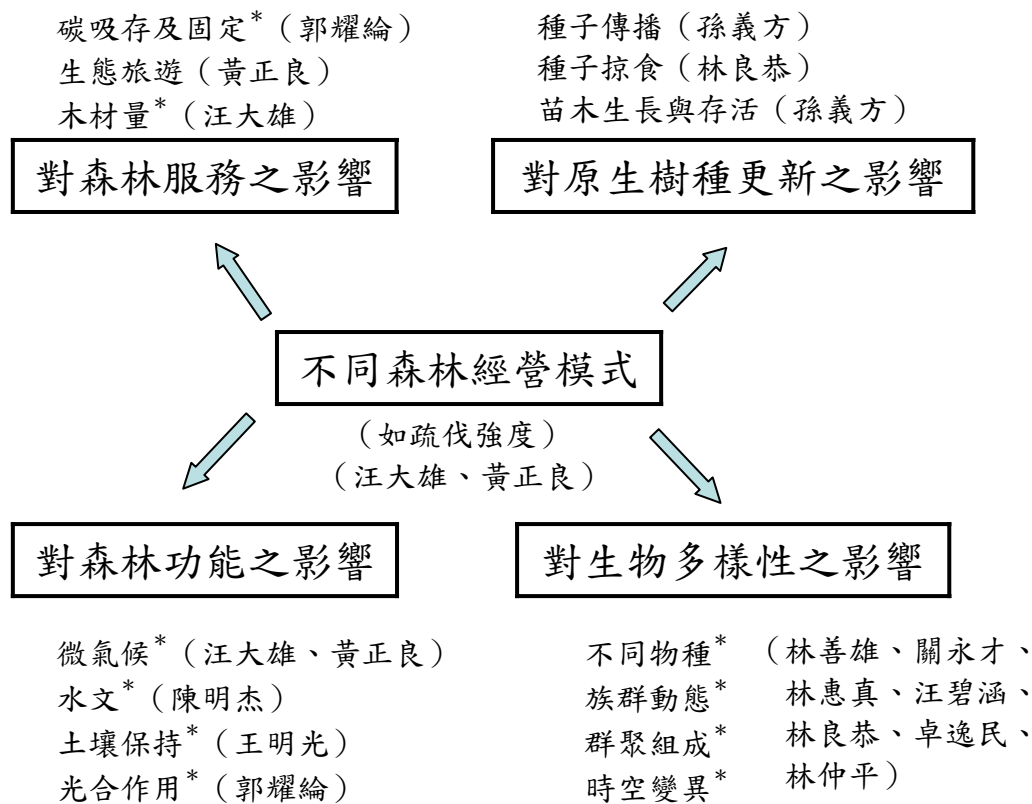 碳吸存及固定*（郭耀綸）
生態旅遊（黃正良）
木材量*（汪大雄）
對森林服務之影響
種子傳播（孫義方）
種子掠食（林良恭）
苗木生長與存活（孫義方）
對原生樹種更新之影響
不同森林經營模式
（如疏伐強度）
（汪大雄、黃正良）
對森林功能之影響
微氣候*（汪大雄、黃正良）
水文*（陳明杰）
土壤保持*（王明光）
光合作用*（郭耀綸）
對生物多樣性之影響
不同物種*
族群動態*
群聚組成*
時空變異*
（林善雄、關永才、
林惠真、汪碧涵、
林良恭、卓逸民、
林仲平）